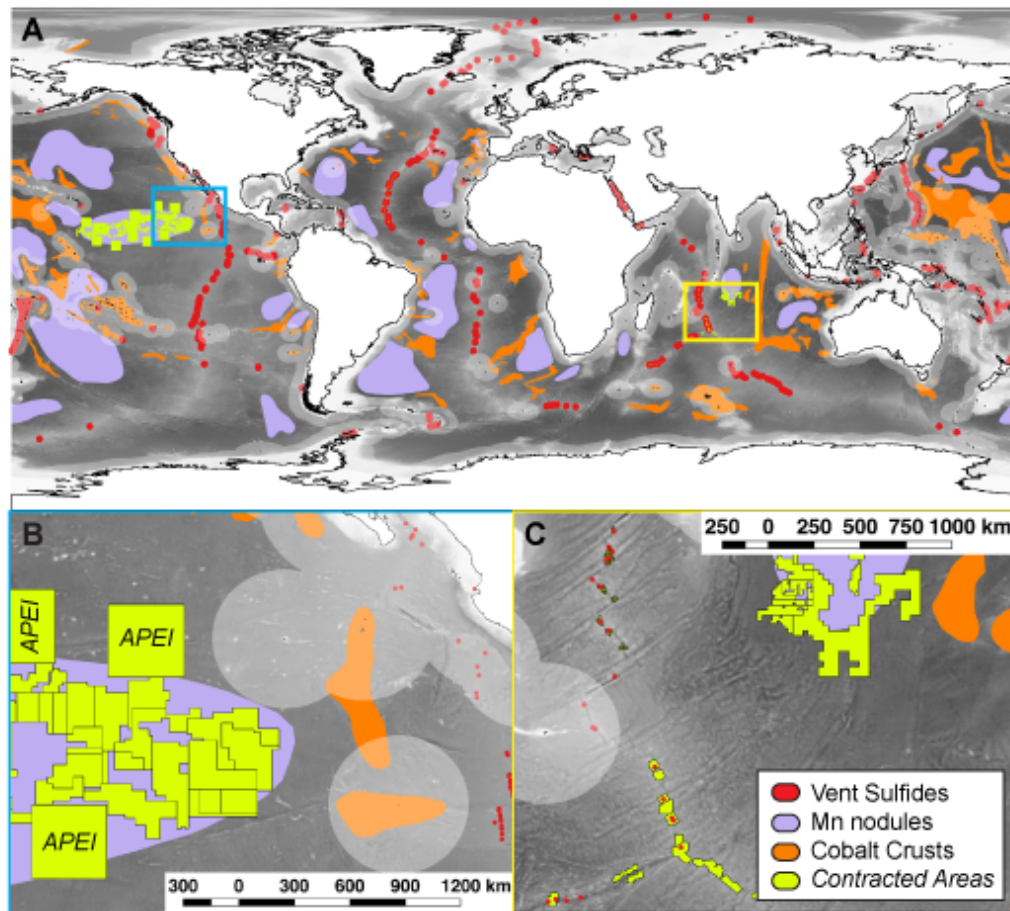 A
B
APEI
APEI
APEI
300 0 300 600 900 1200 km
C
250 0 250 500 750 1000 km
Vent Sulfides
Mn nodules
Cobalt Crusts
Contracted Areas